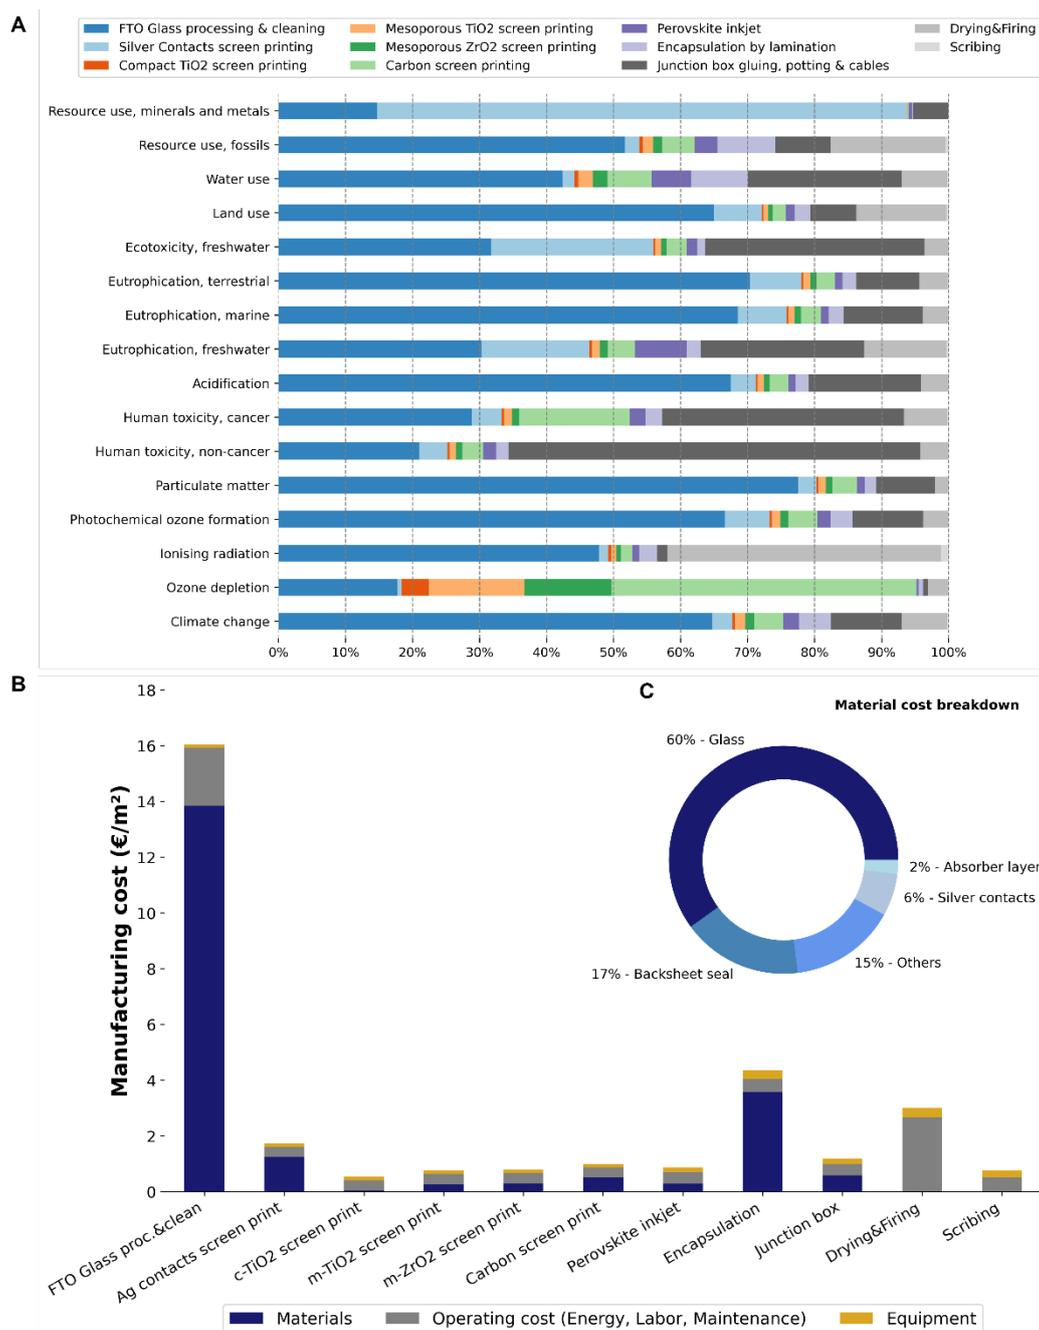 A
FTO Glass processing & cleaning
Silver Contacts screen printing
Compact TiO2 screen printing
Mesoporous TiO2 screen printing
Mesoporous ZrO2 screen printing
Carbon screen printing
Perovskite inkjet
Encapsulation by lamination
Junction box gluing, potting & cables
Drying&Firing
Scribing
Resource use, minerals and metals
Resource use, fossils
Water use
Land use
Ecotoxicity, freshwater
Eutrophication, terrestrial
Eutrophication, marine
Eutrophication, freshwater
Acidification
Human toxicity, cancer
Human toxicity, non-cancer
Particulate matter
Photochemical ozone formation
Ionising radiation
Ozone depletion
Climate change
0% 10% 20% 30% 40% 50% 60% 70% 80% 90% 100%
B
Manufacturing cost (€/m²)
18
16
14
12
10
8
6
4
2
0
FTO Glass proc.&clean
Ag contacts screen print
c-TiO2 screen print
m-TiO2 screen print
m-ZrO2 screen print
Carbon screen print
Perovskite inkjet
Encapsulation
Junction box
Drying&Firing
Scribing
Materials
Operating cost (Energy, Labor, Maintenance)
Equipment
C
Material cost breakdown
60% - Glass
2% - Absorber layer
6% - Silver contacts
15% - Others
17% - Backsheet seal